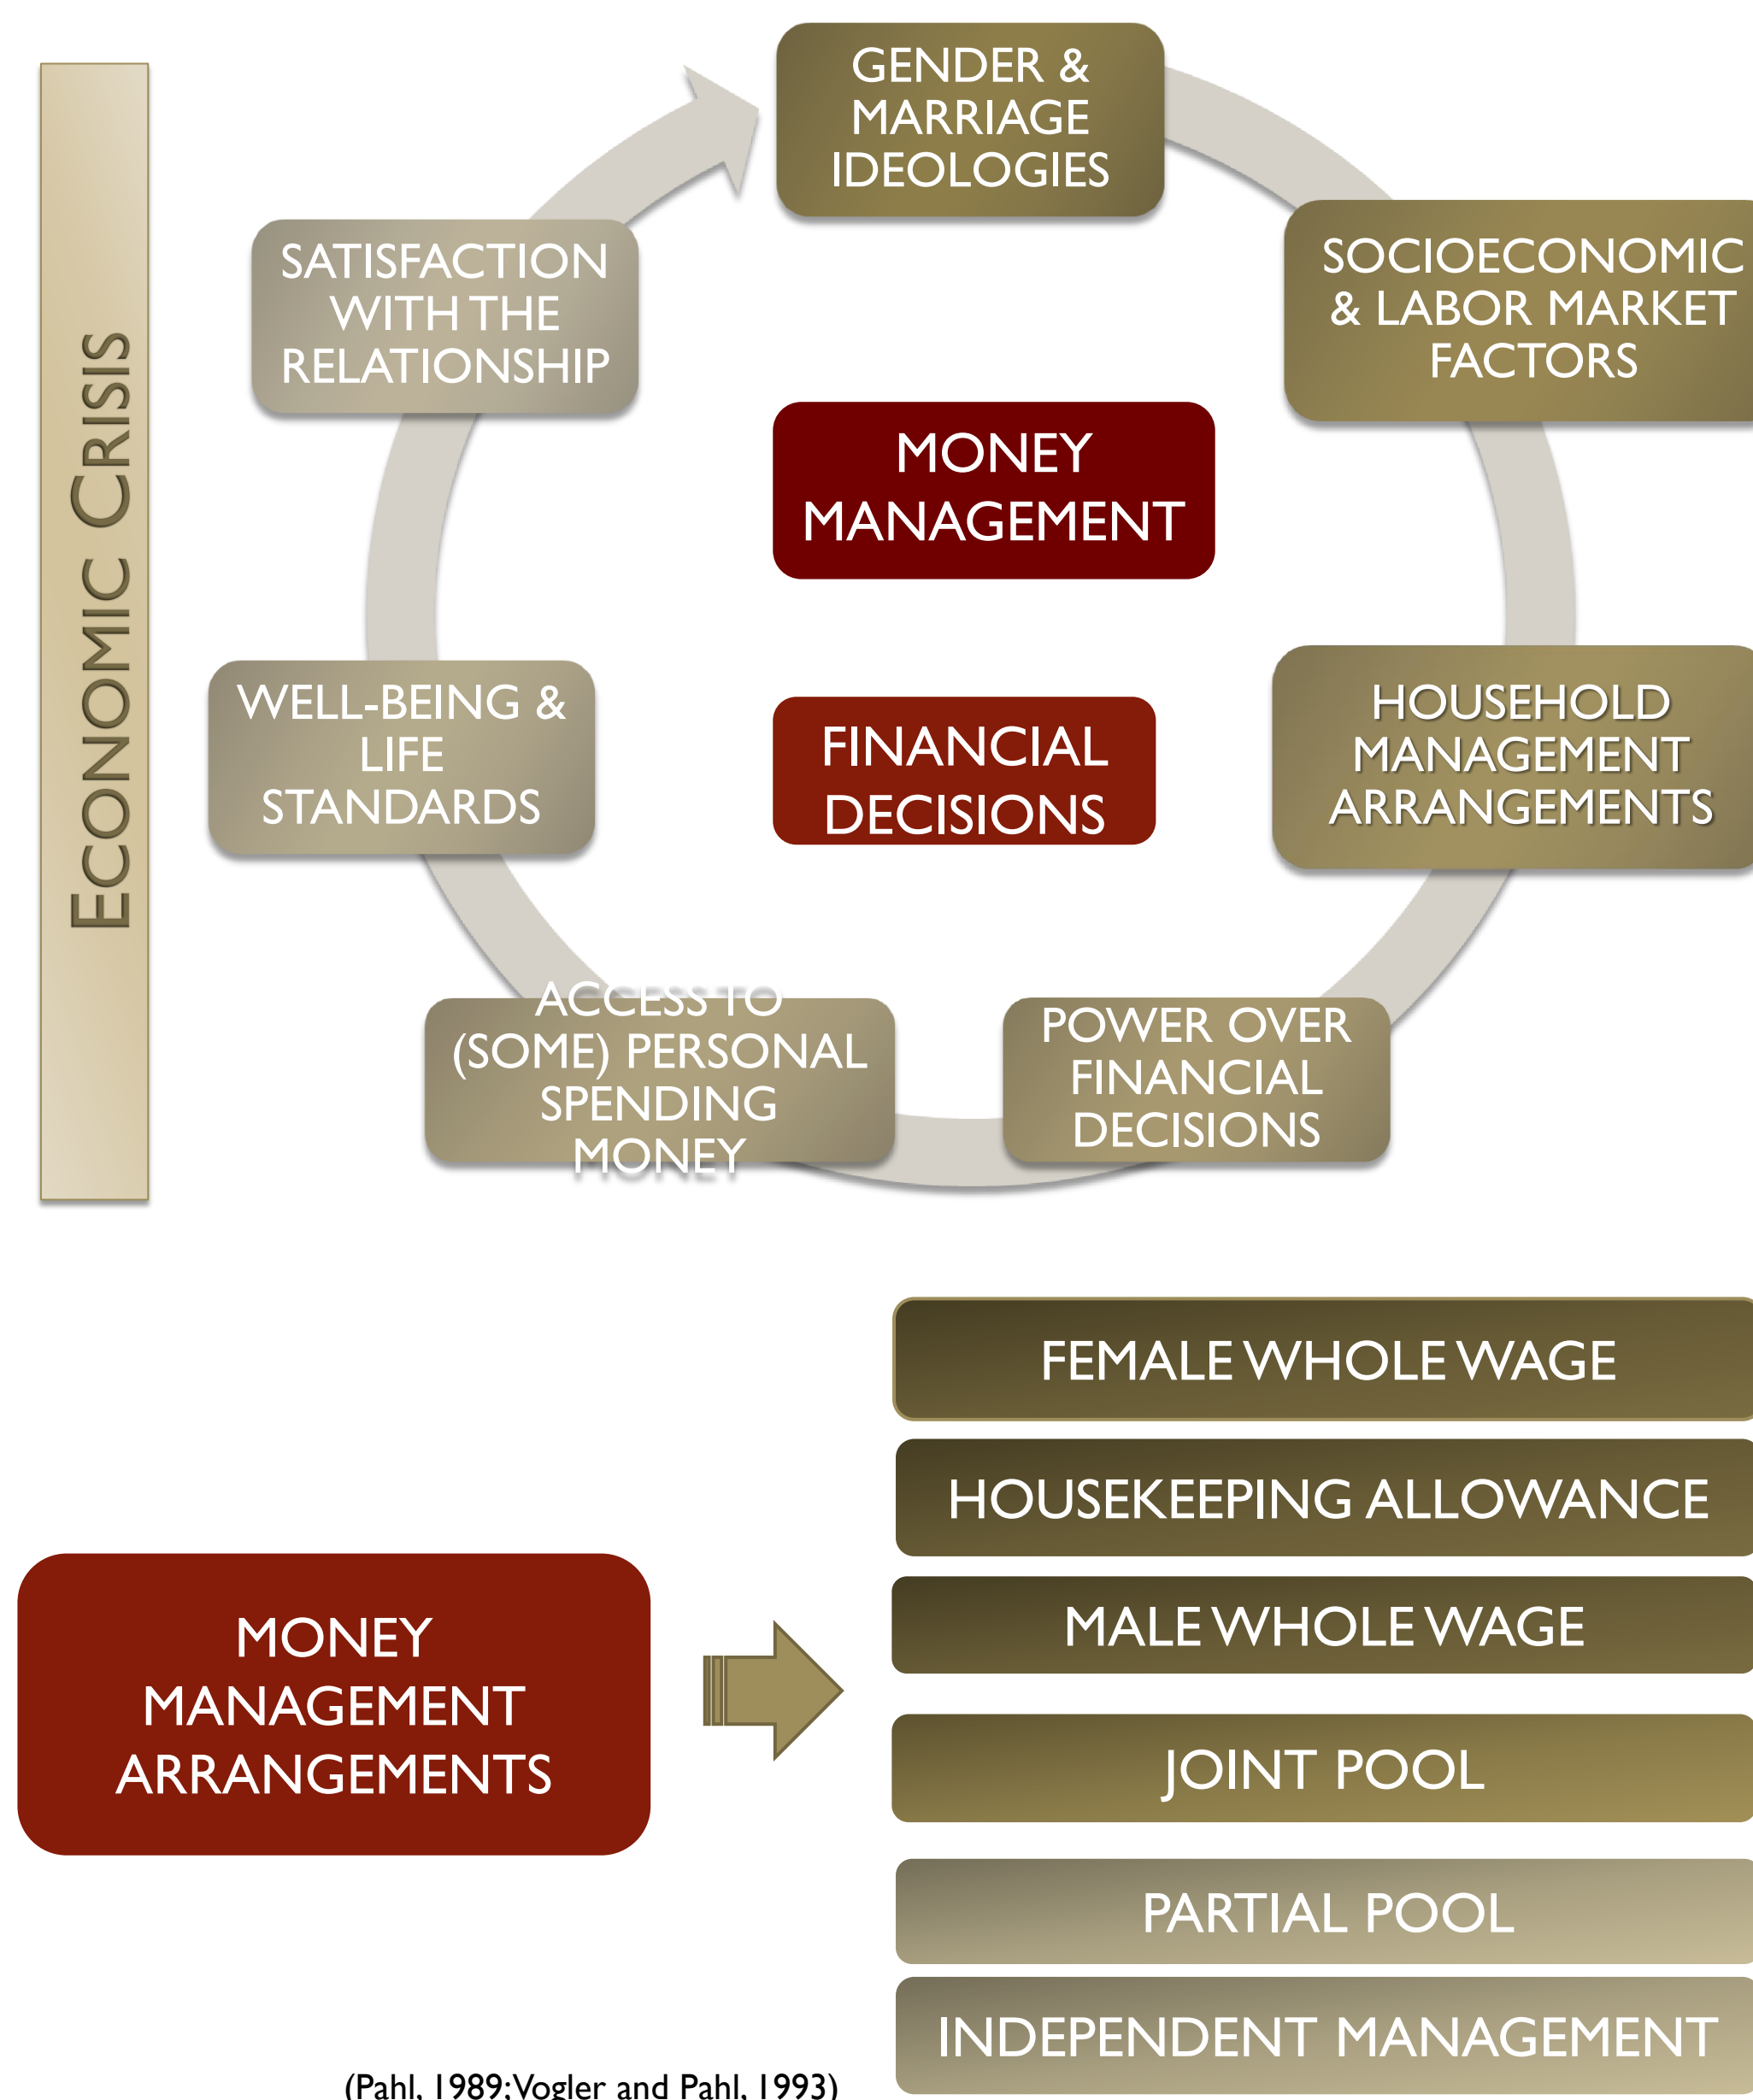 ECONOMIC CRISIS
GENDER &
MARRIAGE
IDEOLOGIES
SOCIOECONOMIC
& LABOR MARKET
FACTORS
HOUSEHOLD
MANAGEMENT
ARRANGEMENTS
POWER OVER
FINANCIAL
DECISIONS
ACCESS TO
(SOME) PERSONAL
SPENDING
MONEY
WELL-BEING &
LIFE
STANDARDS
SATISFACTION
WITH THE
RELATIONSHIP
MONEY
MANAGEMENT
FINANCIAL
DECISIONS
MONEY
MANAGEMENT
ARRANGEMENTS
FEMALE WHOLE WAGE
HOUSEKEEPING ALLOWANCE
MALE WHOLE WAGE
JOINT POOL
PARTIAL POOL
INDEPENDENT MANAGEMENT
(Pahl, 1989; Vogler and Pahl, 1993)